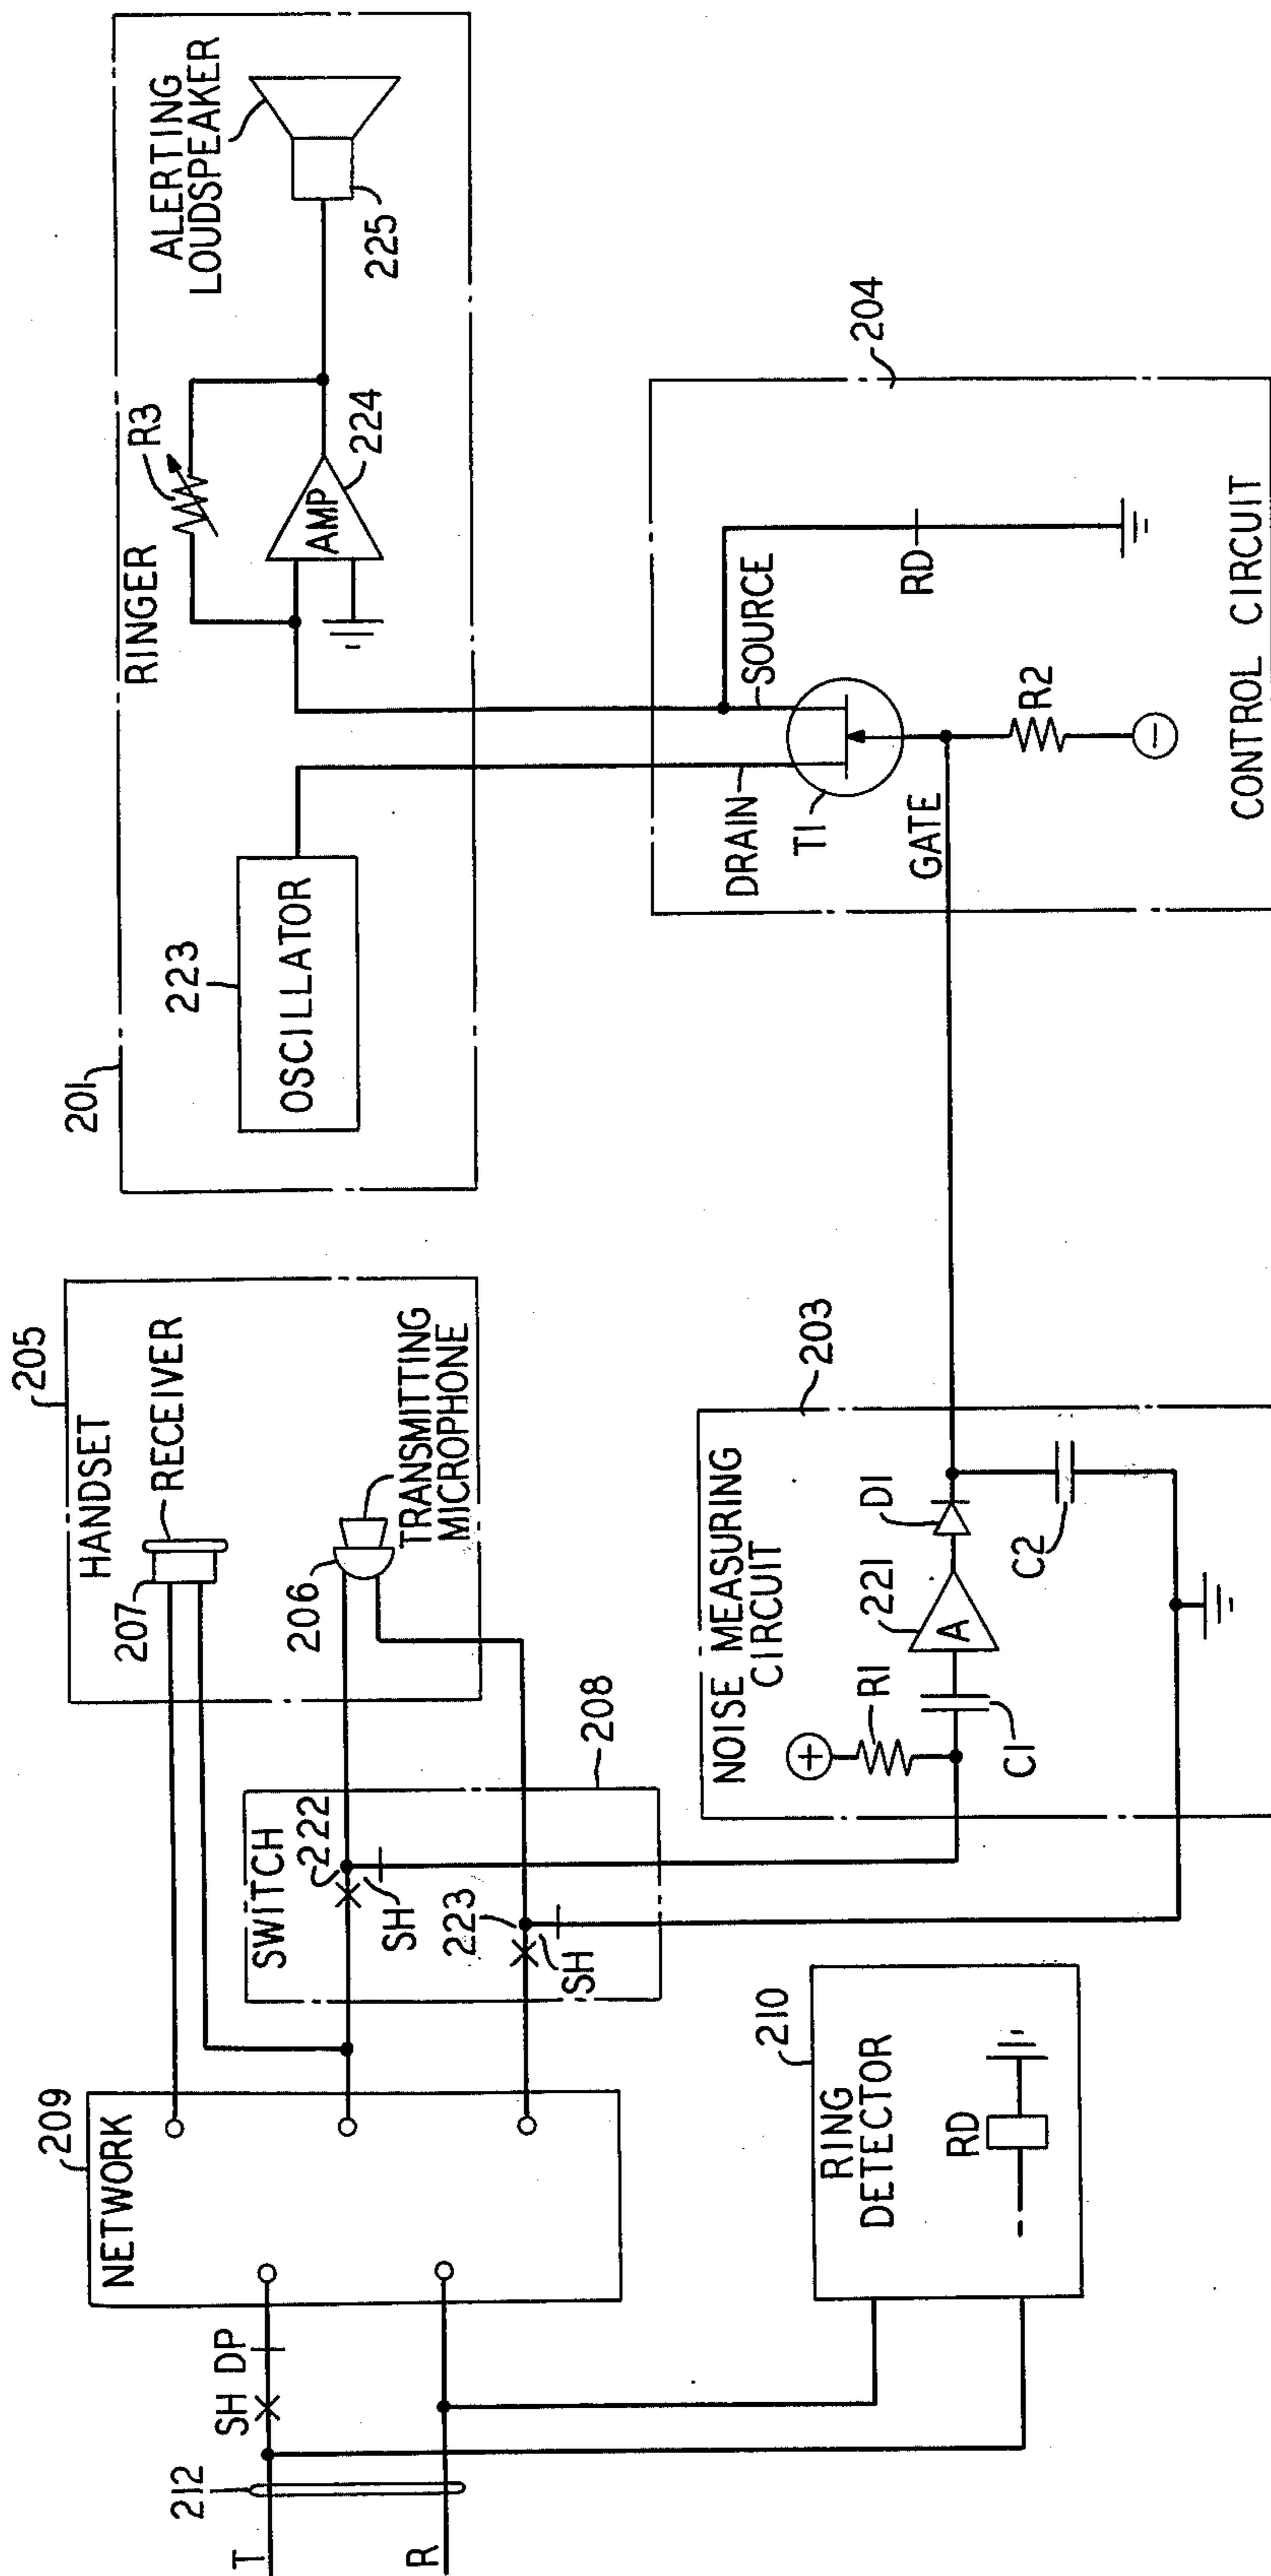 T
R
212
SH
DP
209
NETWORK
210
RING
DETECTOR
RD
SWITCH
222
SH
223
SH
208
205
HANDSET
207
RECEIVER
206
TRANSMITTING
MICROPHONE
NOISE MEASURING
CIRCUIT
203
+
R1
C1
A
221
D1
C2
201
RINGER
223
OSCILLATOR
R3
AMP
224
ALERTING
LOUDSPEAKER
225
204
DRAIN
SOURCE
T1
GATE
R2
−
RD
CONTROL CIRCUIT